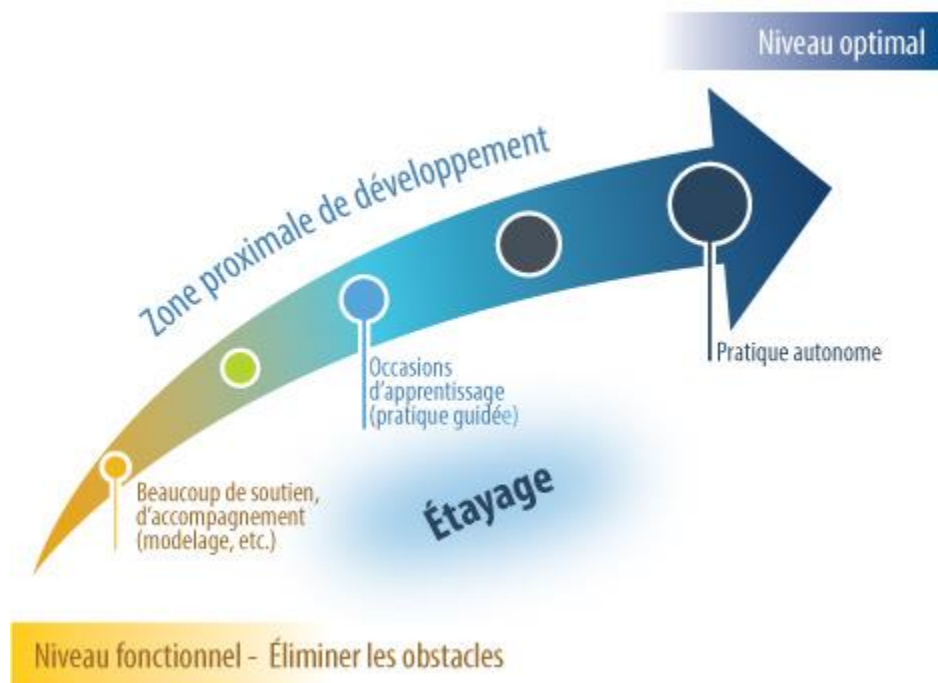 Niveau optimal
Zone proximale de développement
Pratique autonome
Occasions
d'apprentissage
(pratique guidée)
Étayage
Beaucoup de soutien,
d'accompagnement
(modelage, etc.)
Niveau fonctionnel - Éliminer les obstacles